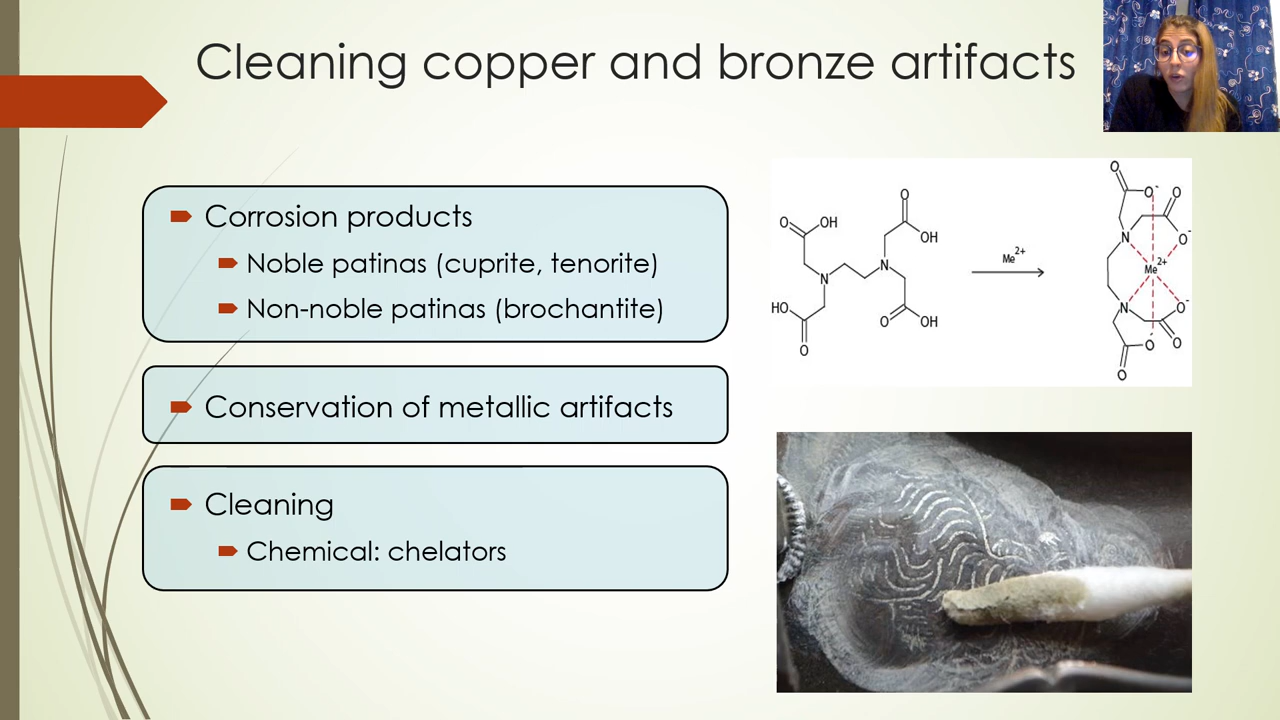 Cleaning copper and bronze artifacts
Corrosion products
Noble patinas (cuprite, tenorite)
Non-noble patinas (brochantite)
Conservation of metallic artifacts
Cleaning
Chemical: chelators
O
OH
O
OH
N
N
HO
O
O
OH
Me2+
O
O-
O
O-
N
Me2+
N
O-
O
O-
O